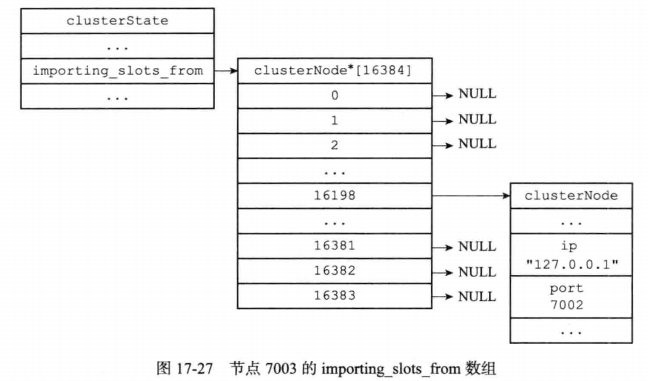 clusterState
...
importing_slots_from
...
clusterNode*[16384]
0
1
2
...
16198
...
16381
16382
16383
NULL
NULL
NULL
NULL
NULL
NULL
clusterNode
...
ip
"127.0.0.1"
port
7002
...
图 17-27 节点 7003 的 importing_slots_from 数组